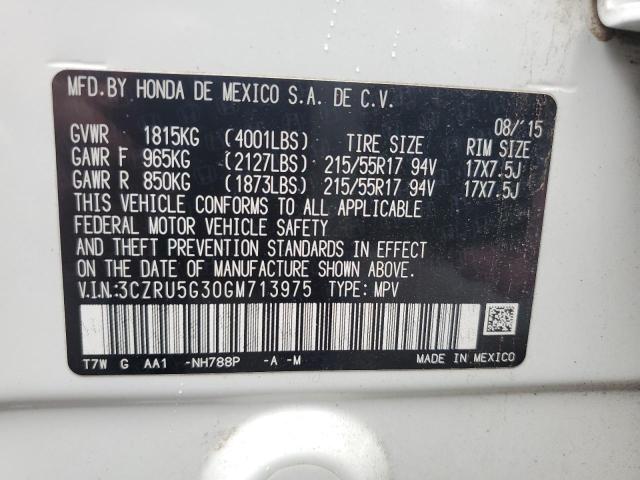 MFD.BY HONDA DE MEXICO S.A. DE C.V.
08/'15
GVWR 1815KG (4001LBS) TIRE SIZE RIM SIZE
GAWR F 965KG (2127LBS) 215/55R17 94V 17X7.5J
GAWR R 850KG (1873LBS) 215/55R17 94V 17X7.5J
THIS VEHICLE CONFORMS TO ALL APPLICABLE
FEDERAL MOTOR VEHICLE SAFETY
AND THEFT PREVENTION STANDARDS IN EFFECT
ON THE DATE OF MANUFACTURE SHOWN ABOVE.
V.I.N.:3CZRU5G30GM713975 TYPE: MPV
T7W G AA1 -NH788P -A -M MADE IN MEXICO